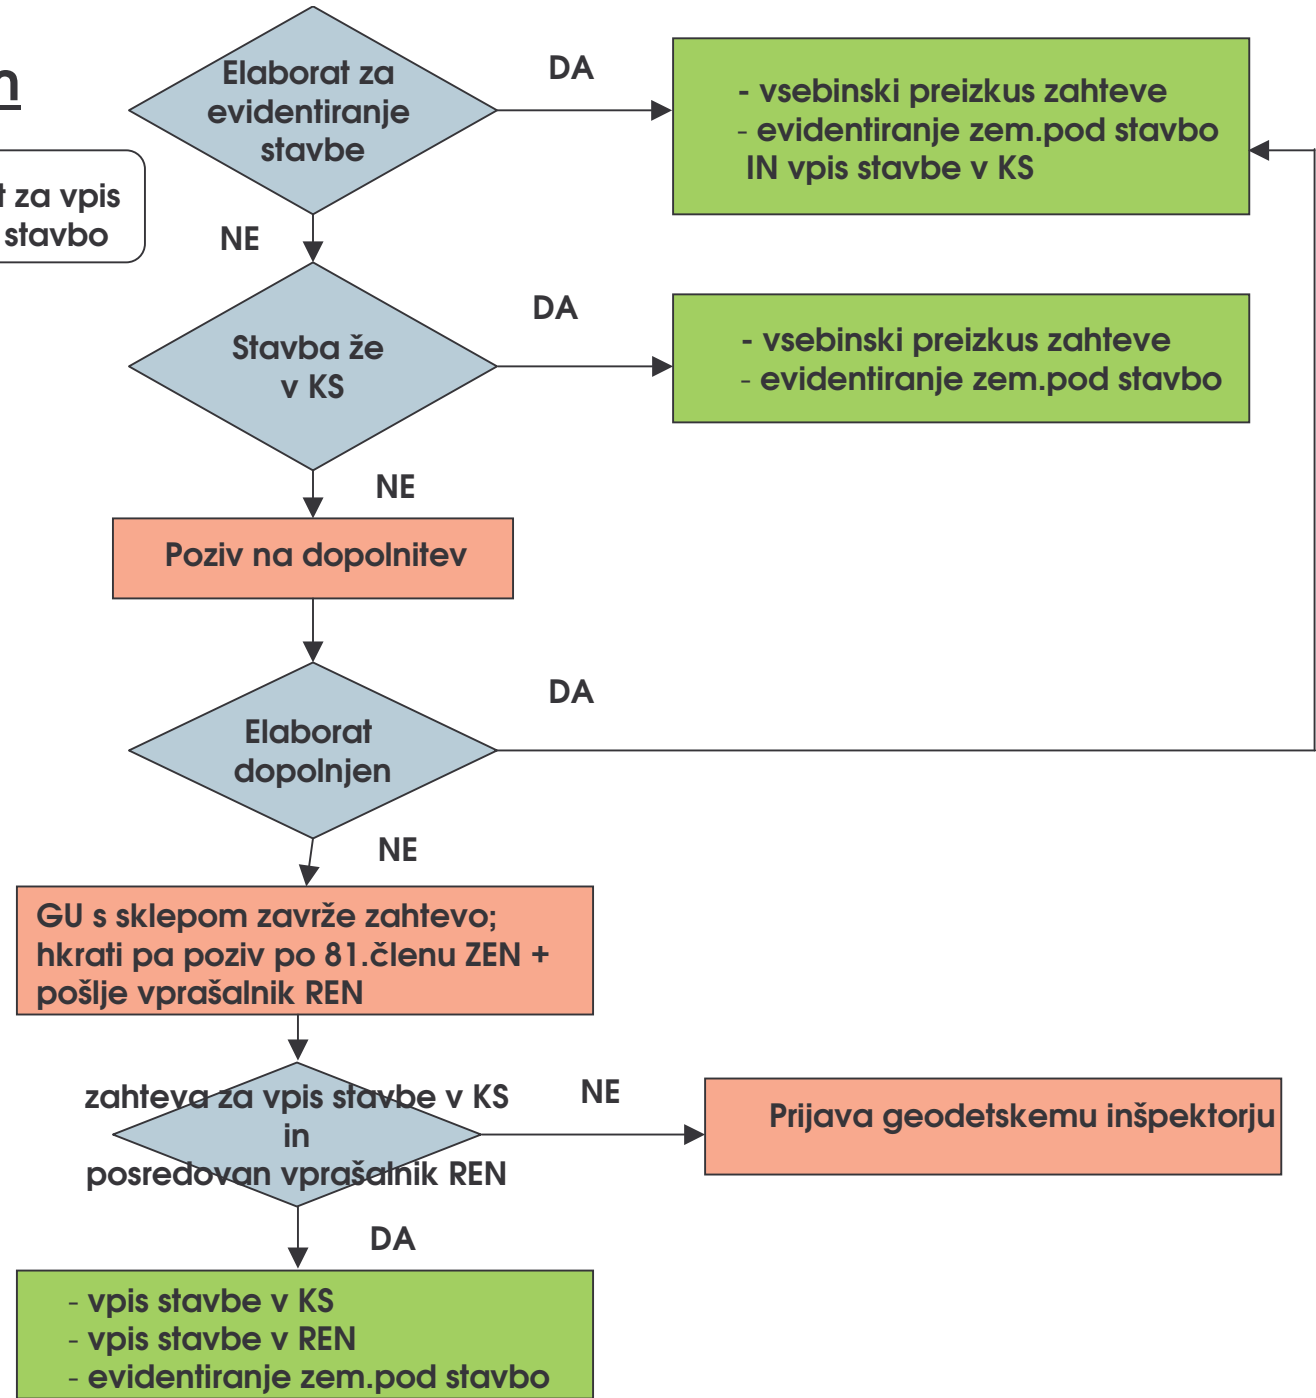 Elaborat za
evidentiranje
stavbe
DA
- vsebinski preizkus zahteve
- evidentiranje zem.pod stavbo
IN vpis stavbe v KS
za vpis
stavbo
NE
Stavba že
v KS
DA
- vsebinski preizkus zahteve
- evidentiranje zem.pod stavbo
NE
Poziv na dopolnitev
Elaborat
dopolnjen
DA
NE
GU s sklepom zavrže zahtevo;
hkrati pa poziv po 81.členu ZEN +
pošlje vprašalnik REN
zahteva za vpis stavbe v KS
in
posredovan vprašalnik REN
NE
Prijava geodetskemu inšpektorju
DA
- vpis stavbe v KS
- vpis stavbe v REN
- evidentiranje zem.pod stavbo